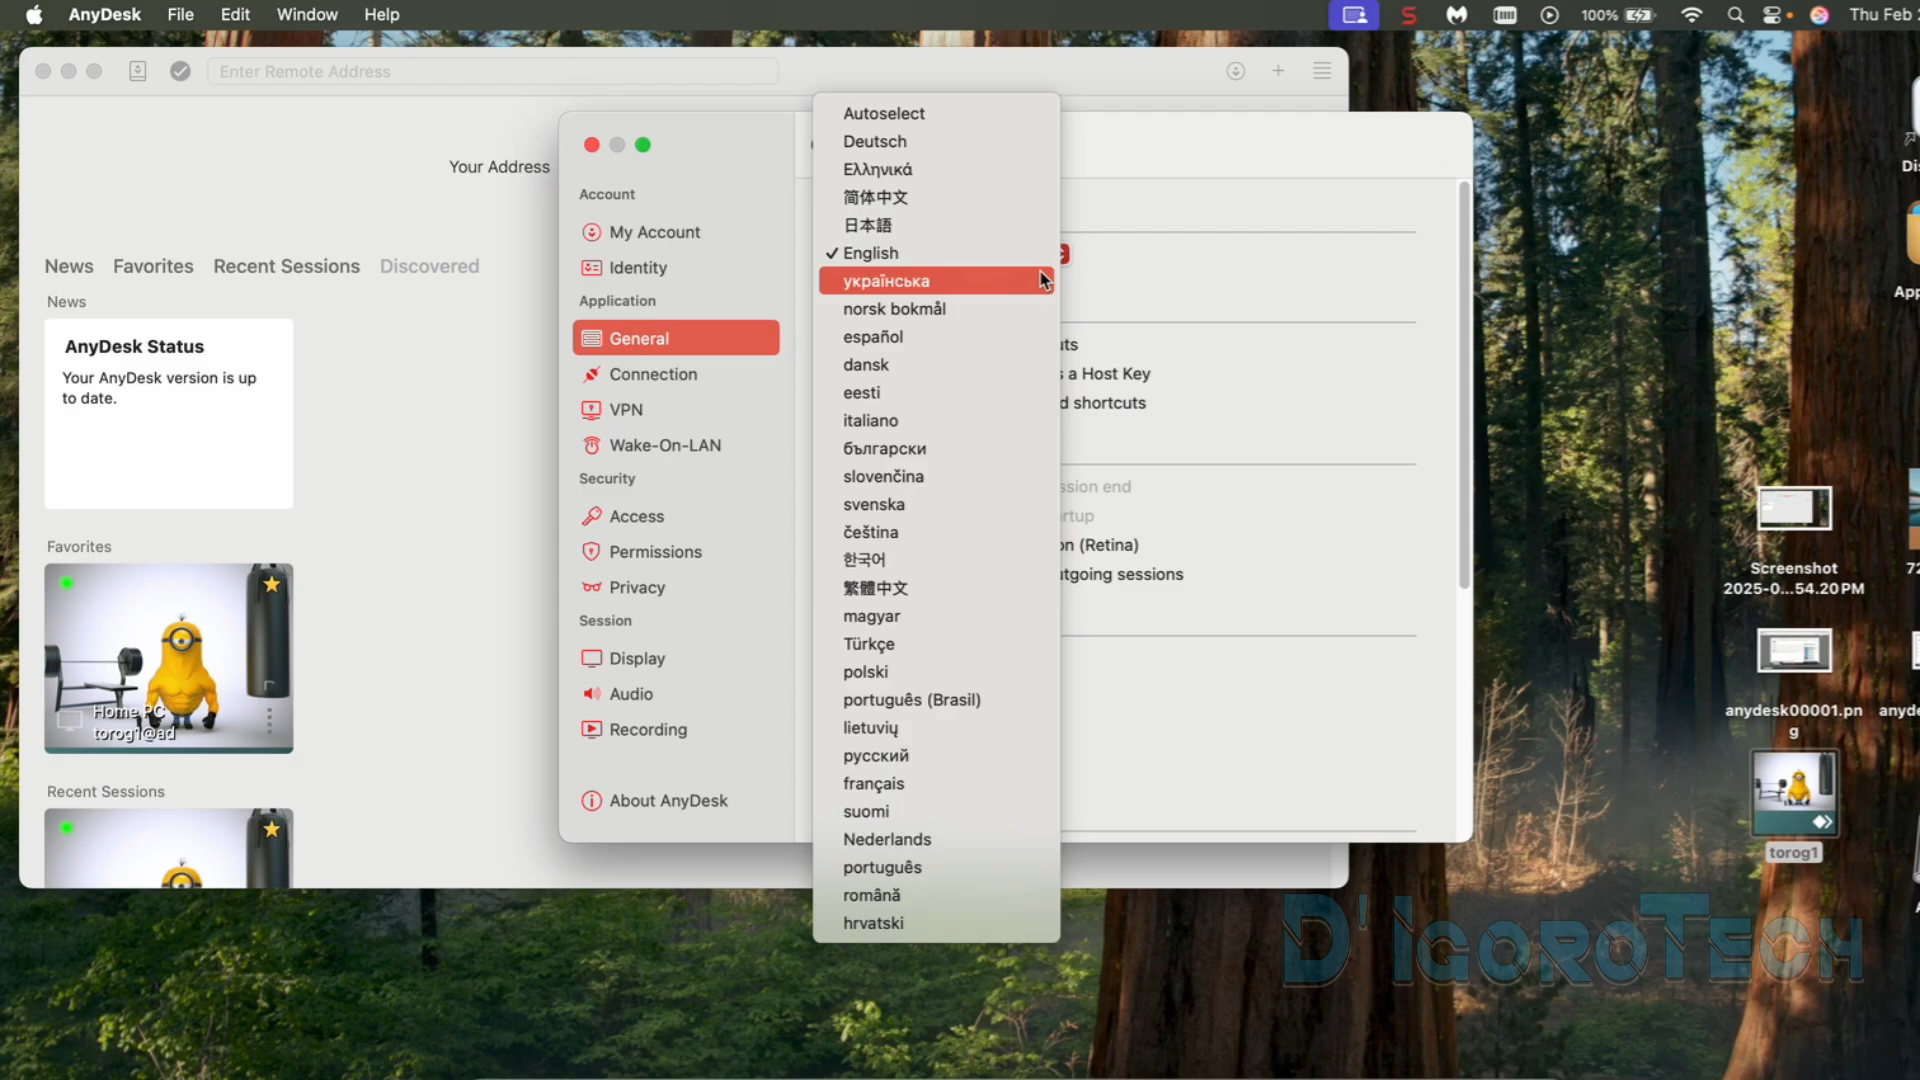 AnyDesk File Edit Window Help
100%
Thu Feb
Enter Remote Address
Your Address
News Favorites Recent Sessions Discovered
News
AnyDesk Status
Your AnyDesk version is up
to date.
Favorites
Home PC
torog1@ad
Recent Sessions
Account
My Account
Identity
Application
General
Connection
VPN
Wake-On-LAN
Security
Access
Permissions
Privacy
Session
Display
Audio
Recording
About AnyDesk
Autoselect
Deutsch
Ελληνικά
简体中文
日本語
✓ English
українська
norsk bokmål
español
dansk
eesti
italiano
български
slovenčina
svenska
čeština
한국어
繁體中文
magyar
Türkçe
polski
português (Brasil)
lietuvių
русский
français
suomi
Nederlands
português
română
hrvatski
a Host Key
shortcuts
end
(Retina)
sessions
Screenshot
2025-0...54.20 PM
anydesk00001.pn
g
torog1
D'IGOROTECH